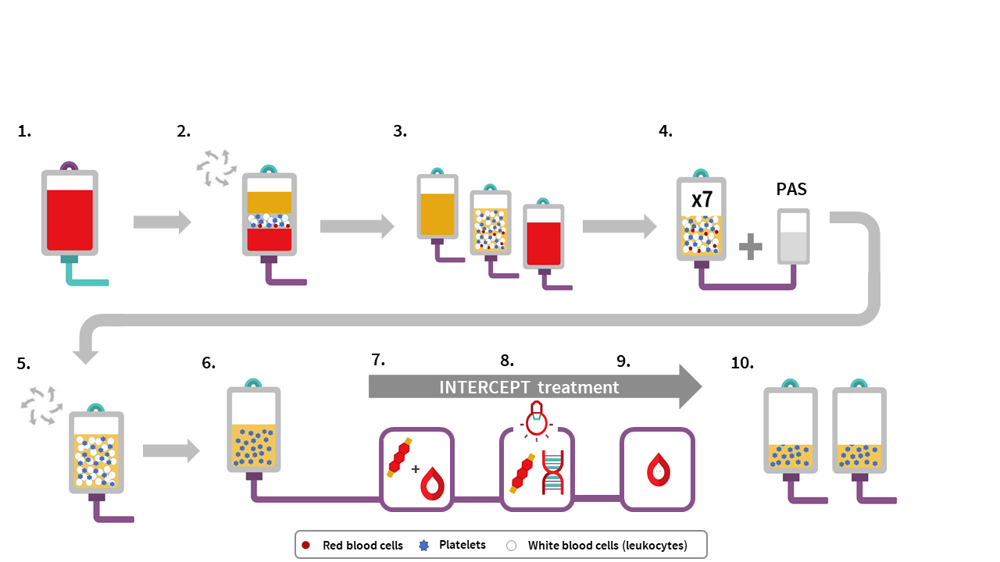 1.
2.
3.
4.
x7
PAS
+
5.
6.
7.
8.
9.
10.
INTERCEPT treatment
+
Red blood cells
Platelets
White blood cells (leukocytes)